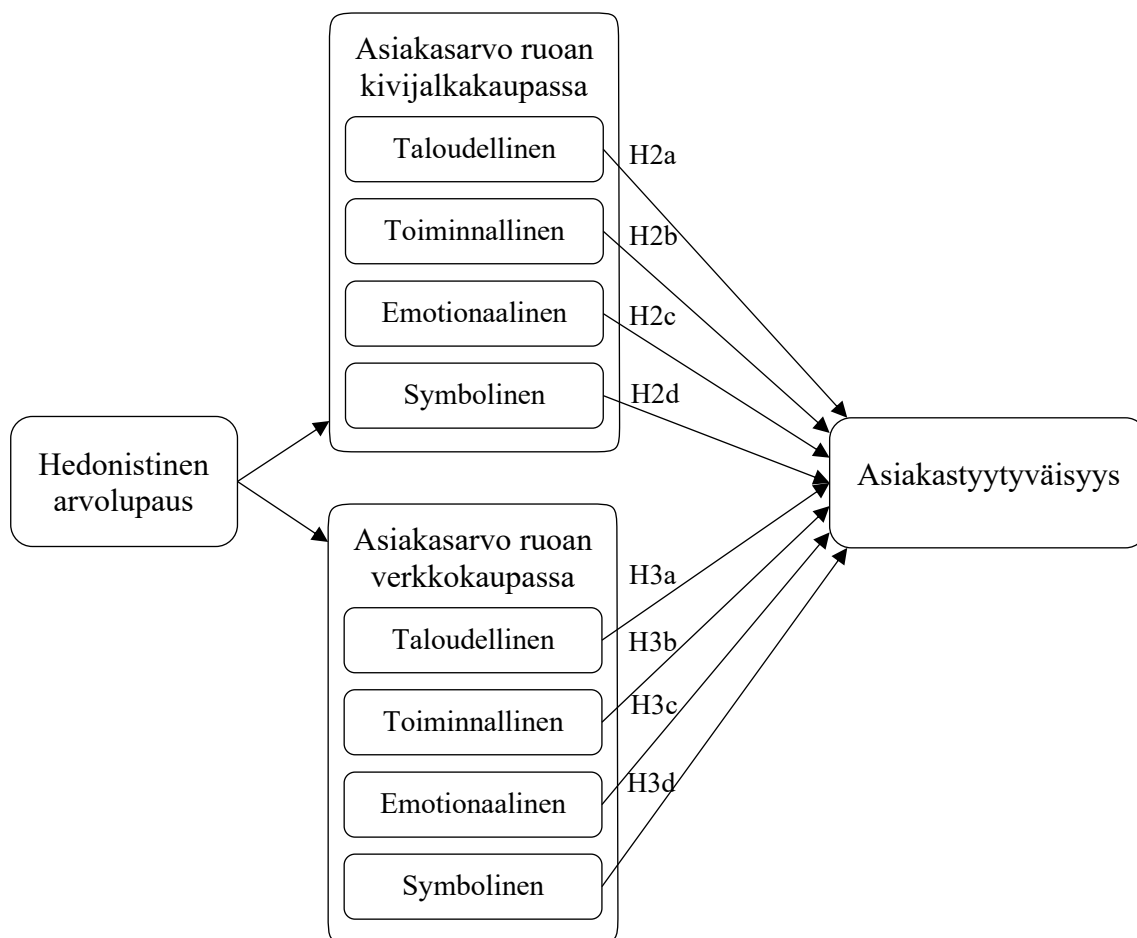 Asiakasarvo ruoan
kivijalkakaupassa
Taloudellinen
H2a
Toiminnallinen
H2b
Emotionaalinen
H2c
Symbolinen
H2d
Hedonistinen
arvolupaus
Asiakastyytyväisyys
Asiakasarvo ruoan
verkkokaupassa
Taloudellinen
H3a
Toiminnallinen
H3b
Emotionaalinen
H3c
Symbolinen
H3d